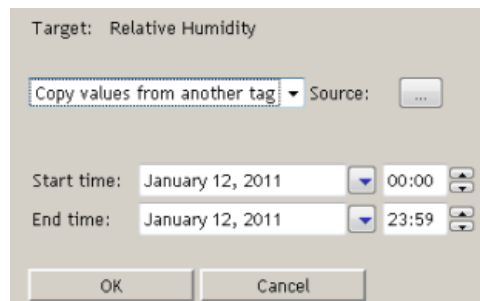 Target: Relative Humidity
Copy values from another tag Source: ...
Start time: January 12, 2011 00:00
End time: January 12, 2011 23:59
OK Cancel